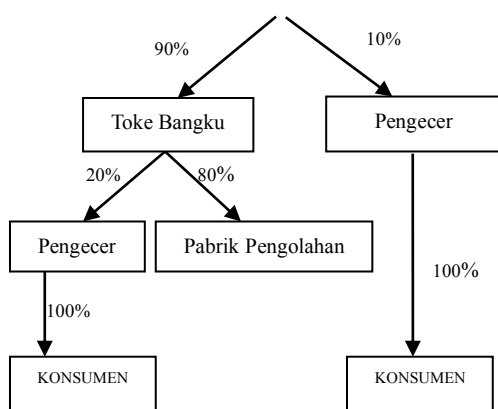 90%
10%
Toke Bangku
Pengecer
20%
80%
Pengecer
Pabrik Pengolahan
100%
100%
KONSUMEN
KONSUMEN